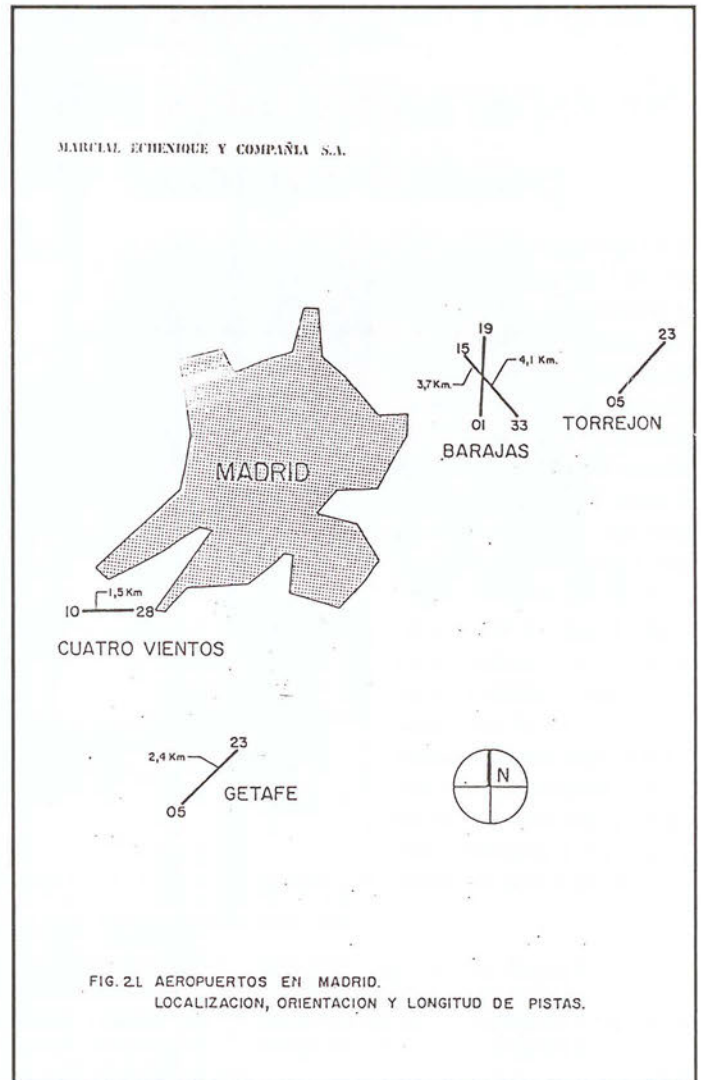 MARCIAL ECHENIQUE Y COMPAÑIA S.A.
19
15
4,1 Km.
3,7 Km.
01
33
BARAJAS
23
05
TORREJON
MADRID
1,5 Km
10
28
CUATRO VIENTOS
23
2,4 Km
GETAFE
05
N
FIG. 2.1. AEROPUERTOS EN MADRID.
LOCALIZACION, ORIENTACION Y LONGITUD DE PISTAS.